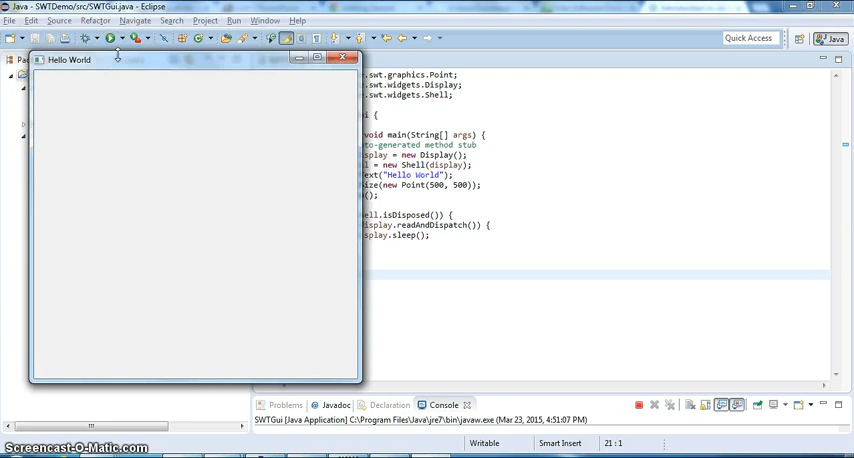 Java - SWTDemo/src/SWTGui.java - Eclipse
File Edit Source Refactor Navigate Search Project Run Window Help
Quick Access
Java
Hello World
.swt.graphics.Point;
.swt.widgets.Display;
.swt.widgets.Shell;
i {
void main(String[] args) {
to-generated method stub
splay = new Display();
l = new Shell(display);
Text("Hello World");
Size(new Point(500, 500));
();
ell.isDisposed()) {
isplay.readAndDispatch()) {
splay.sleep();
Problems @ Javadoc Declaration Console
SWTGui [Java Application] C:\Program Files\Java\jre7\bin\javaw.exe (Mar 23, 2015, 4:51:07 PM)
Writable Smart Insert 21 : 1
Screencast-O-Matic.com